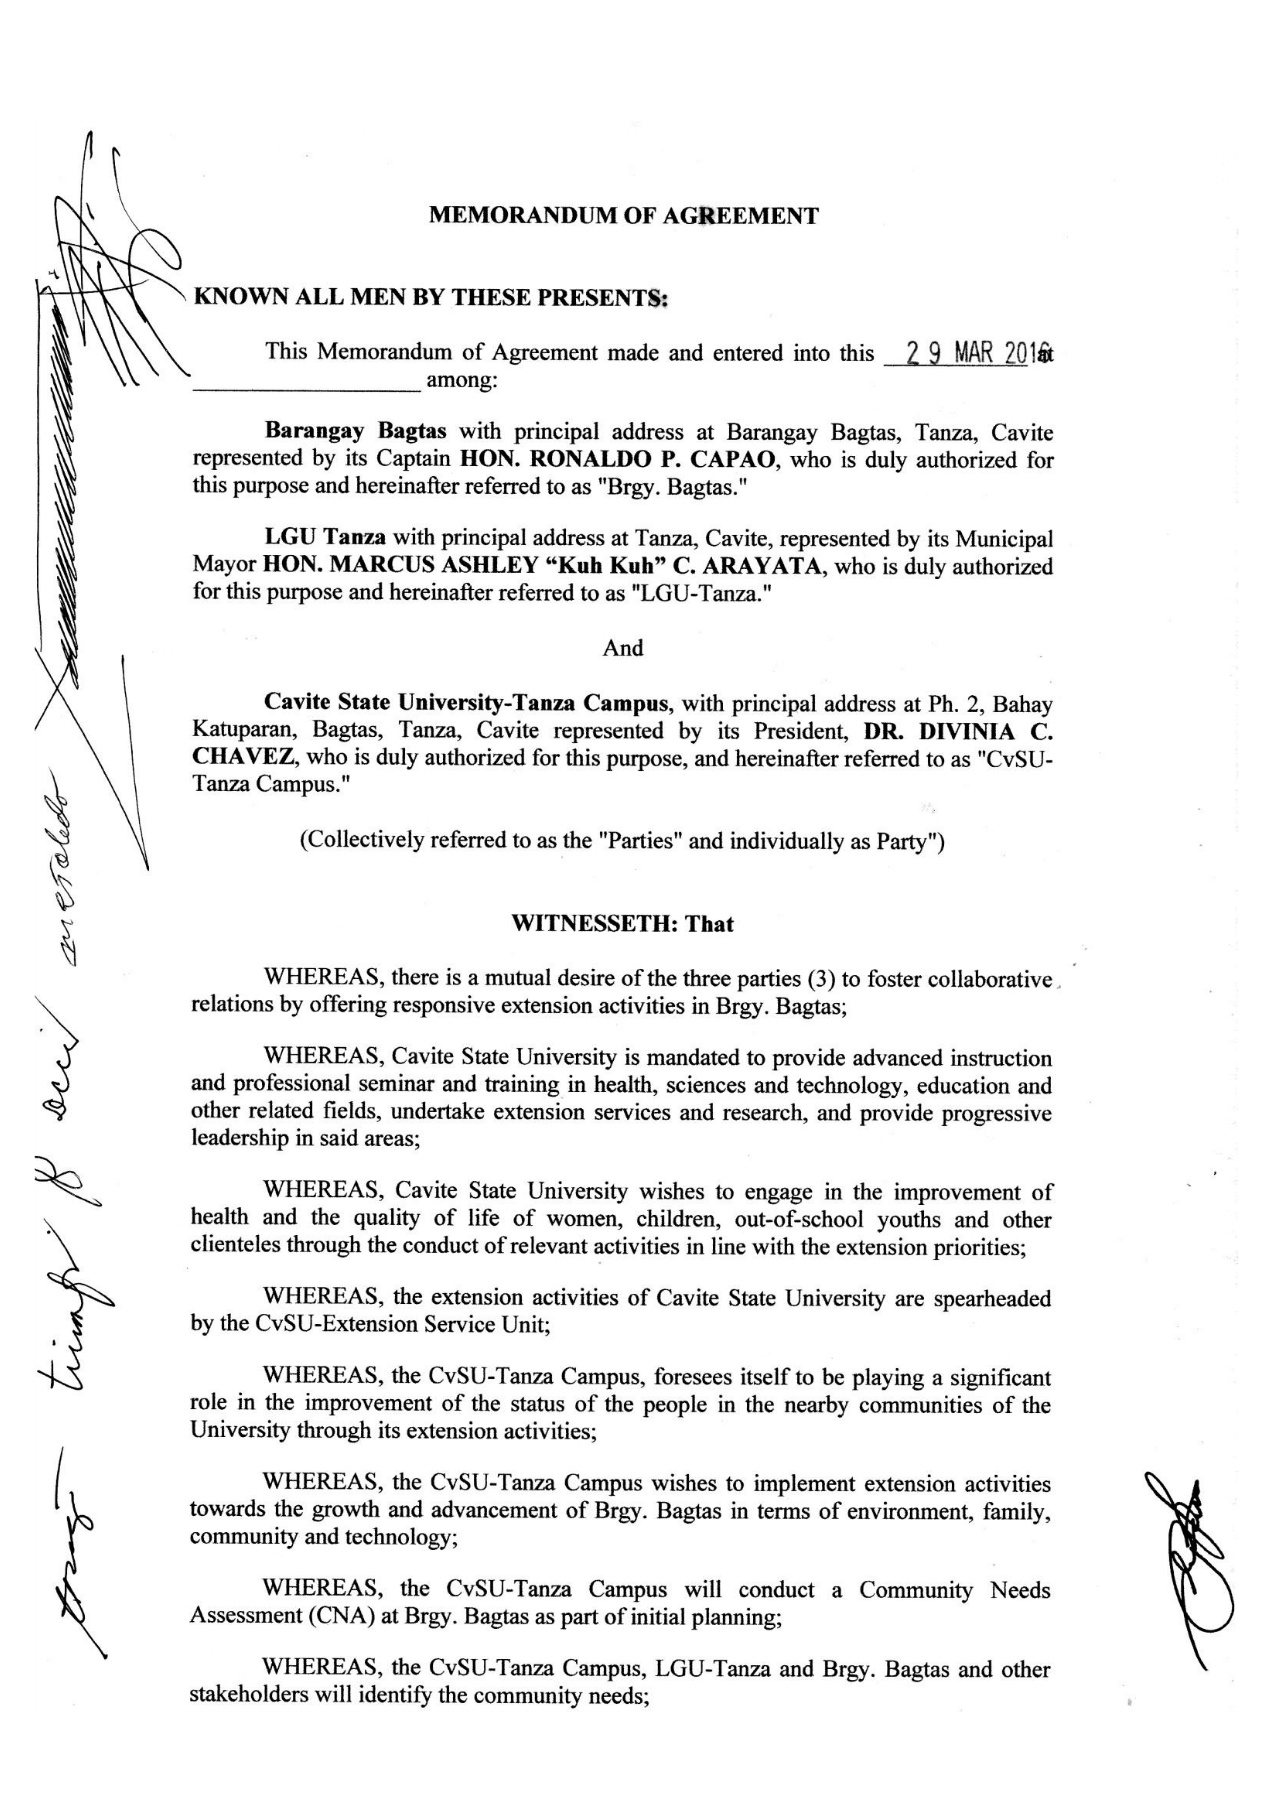 MEMORANDUM OF AGREEMENT
KNOWN ALL MEN BY THESE PRESENTS:
This Memorandum of Agreement made and entered into this 29 MAR 2016 at
____________________ among:
Barangay Bagtas with principal address at Barangay Bagtas, Tanza, Cavite
represented by its Captain HON. RONALDO P. CAPAO, who is duly authorized for
this purpose and hereinafter referred to as "Brgy. Bagtas."
LGU Tanza with principal address at Tanza, Cavite, represented by its Municipal
Mayor HON. MARCUS ASHLEY “Kuh Kuh” C. ARAYATA, who is duly authorized
for this purpose and hereinafter referred to as "LGU-Tanza."
And
Cavite State University-Tanza Campus, with principal address at Ph. 2, Bahay
Katuparan, Bagtas, Tanza, Cavite represented by its President, DR. DIVINIA C.
CHAVEZ, who is duly authorized for this purpose, and hereinafter referred to as "CvSU-
Tanza Campus."
(Collectively referred to as the "Parties" and individually as Party")
WITNESSETH: That
WHEREAS, there is a mutual desire of the three parties (3) to foster collaborative
relations by offering responsive extension activities in Brgy. Bagtas;
WHEREAS, Cavite State University is mandated to provide advanced instruction
and professional seminar and training in health, sciences and technology, education and
other related fields, undertake extension services and research, and provide progressive
leadership in said areas;
WHEREAS, Cavite State University wishes to engage in the improvement of
health and the quality of life of women, children, out-of-school youths and other
clienteles through the conduct of relevant activities in line with the extension priorities;
WHEREAS, the extension activities of Cavite State University are spearheaded
by the CvSU-Extension Service Unit;
WHEREAS, the CvSU-Tanza Campus, foresees itself to be playing a significant
role in the improvement of the status of the people in the nearby communities of the
University through its extension activities;
WHEREAS, the CvSU-Tanza Campus wishes to implement extension activities
towards the growth and advancement of Brgy. Bagtas in terms of environment, family,
community and technology;
WHEREAS, the CvSU-Tanza Campus will conduct a Community Needs
Assessment (CNA) at Brgy. Bagtas as part of initial planning;
WHEREAS, the CvSU-Tanza Campus, LGU-Tanza and Brgy. Bagtas and other
stakeholders will identify the community needs;